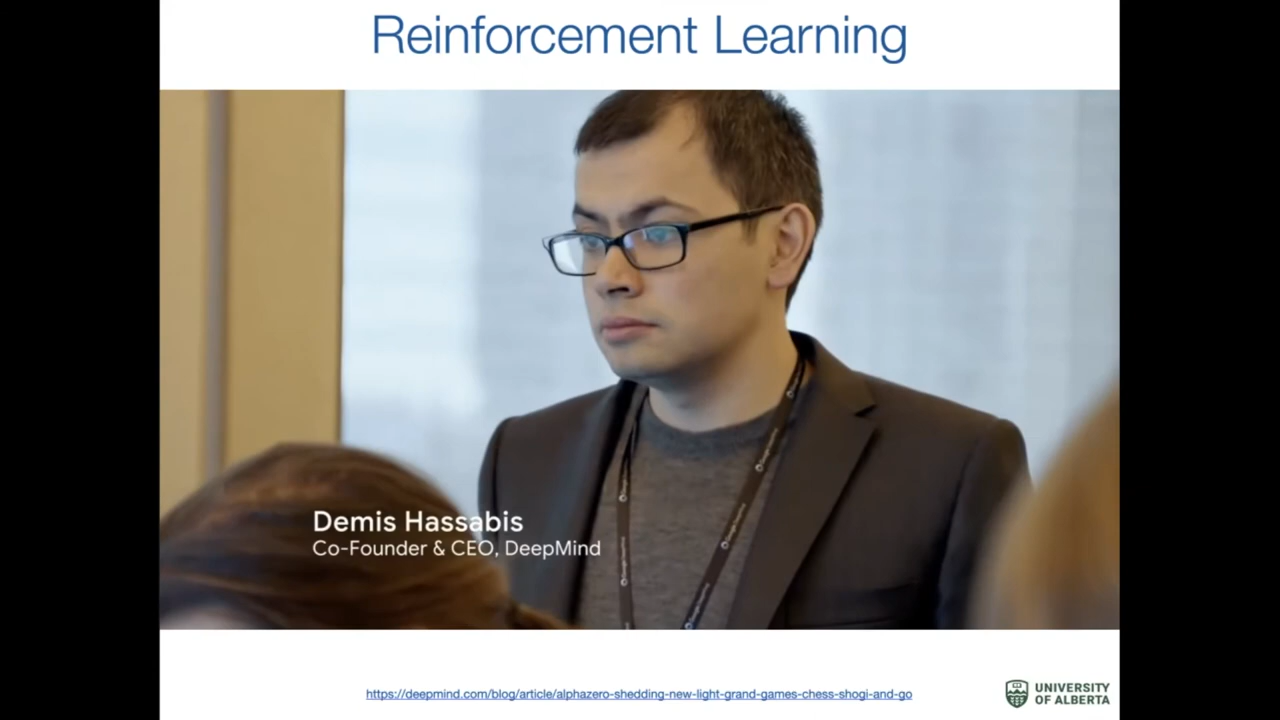 Reinforcement Learning
Demis Hassabis
Co-Founder & CEO, DeepMind
https://deepmind.com/blog/article/alphazero-shedding-new-light-grand-games-chess-shogi-and-go
UNIVERSITY
OF ALBERTA